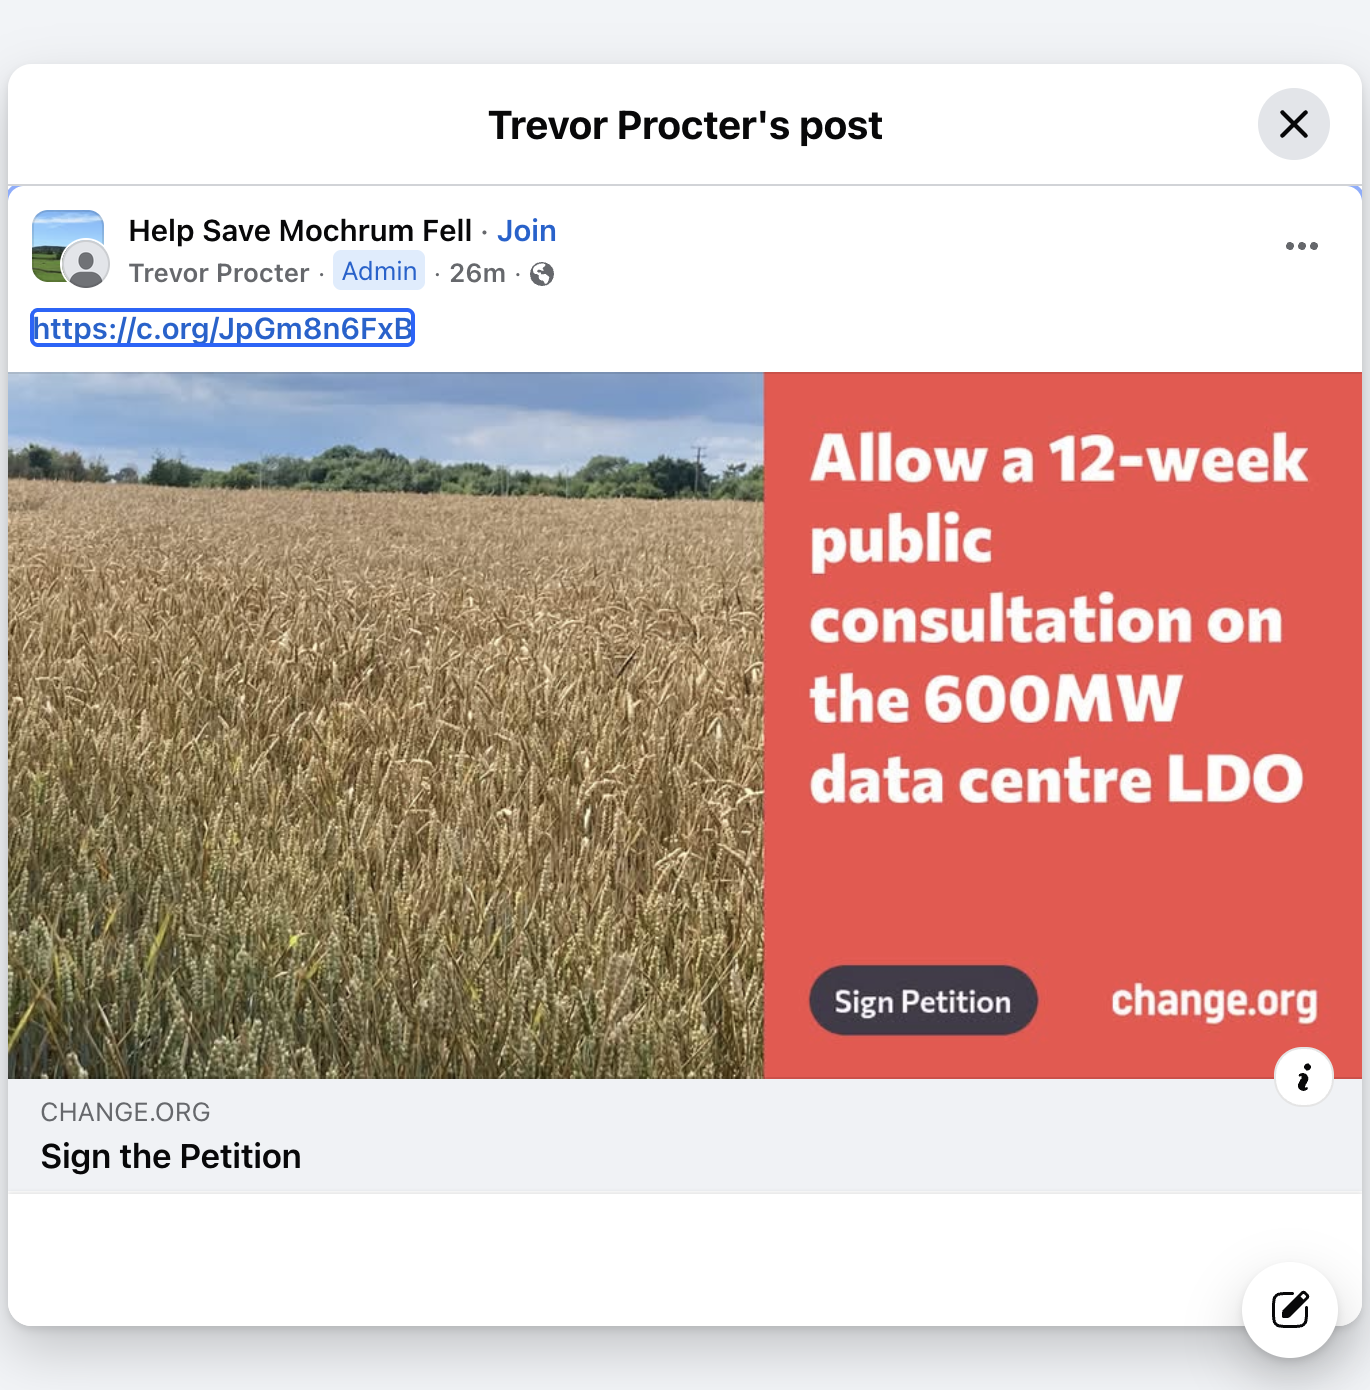 Trevor Procter's post
Help Save Mochrum Fell · Join
Trevor Procter · Admin · 26m ·
https://c.org/JpGm8n6FxB
Allow a 12-week
public
consultation on
the 600MW
data centre LDO
Sign Petition
change.org
CHANGE.ORG
Sign the Petition